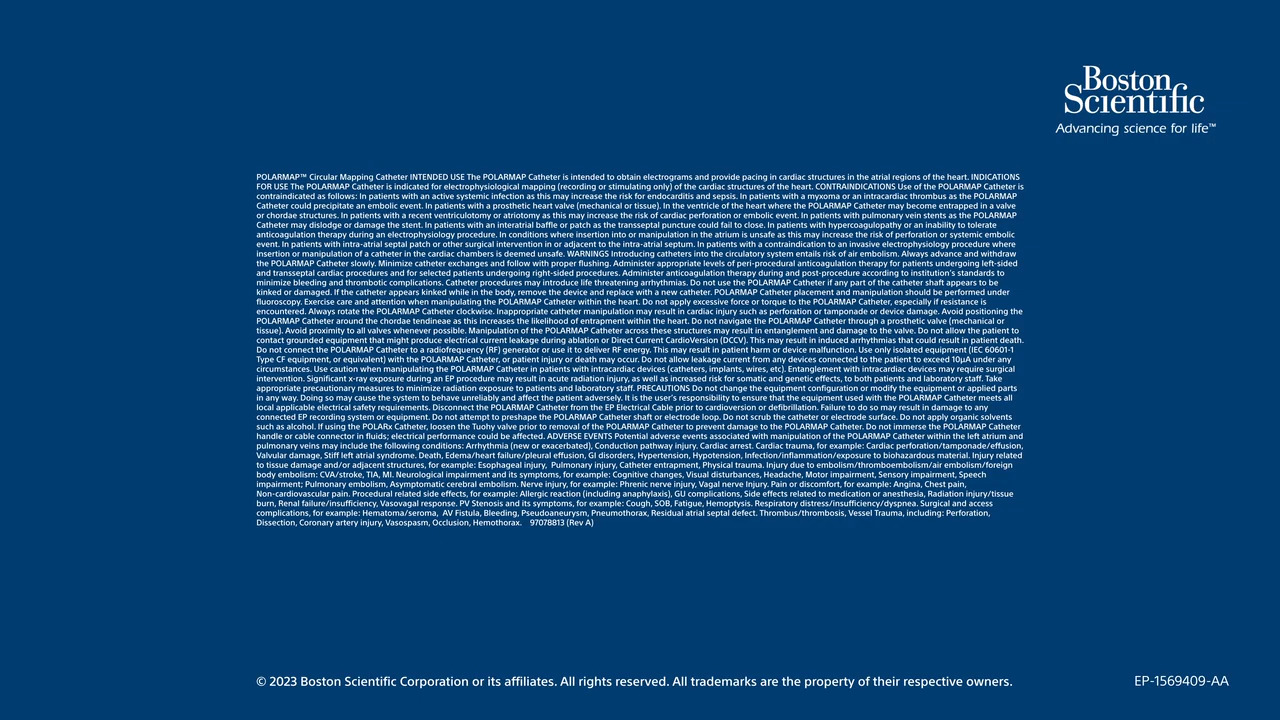 Boston
Scientific
Advancing science for life™
POLARMAP™ Circular Mapping Catheter INTENDED USE The POLARMAP Catheter is intended to obtain electrograms and provide pacing in cardiac structures in the atrial regions of the heart. INDICATIONS
FOR USE The POLARMAP Catheter is indicated for electrophysiological mapping (recording or stimulating only) of the cardiac structures of the heart. CONTRAINDICATIONS Use of the POLARMAP Catheter is
contraindicated as follows: In patients with an active systemic infection as this may increase the risk for endocarditis and sepsis. In patients with a myxoma or an intracardiac thrombus as the POLARMAP
Catheter could precipitate an embolic event. In patients with a prosthetic heart valve (mechanical or tissue). In the ventricle of the heart where the POLARMAP Catheter may become entrapped in a valve
or chordae structures. In patients with a recent ventriculotomy or atriotomy as this may increase the risk of cardiac perforation or embolic event. In patients with pulmonary vein stents as the POLARMAP
Catheter may dislodge or damage the stent. In patients with an interatrial baffle or patch as the transseptal puncture could fail to close. In patients with hypercoagulopathy or an inability to tolerate
anticoagulation therapy during an electrophysiology procedure. In conditions where insertion into or manipulation in the atrium is unsafe as this may increase the risk of perforation or systemic embolic
event. In patients with intra-atrial septal patch or other surgical intervention in or adjacent to the intra-atrial septum. In patients with a contraindication to an invasive electrophysiology procedure where
insertion or manipulation of a catheter in the cardiac chambers is deemed unsafe. WARNINGS Introducing catheters into the circulatory system entails risk of air embolism. Always advance and withdraw
the POLARMAP Catheter slowly. Minimize catheter exchanges and follow with proper flushing. Administer appropriate levels of peri-procedural anticoagulation therapy for patients undergoing left-sided
and transseptal cardiac procedures and for selected patients undergoing right-sided procedures. Administer anticoagulation therapy during and post-procedure according to institution's standards to
minimize bleeding and thrombotic complications. Catheter procedures may introduce life threatening arrhythmias. Do not use the POLARMAP Catheter if any part of the catheter shaft appears to be
kinked or damaged. If the catheter appears kinked while in the body, remove the device and replace with a new catheter. POLARMAP Catheter placement and manipulation should be performed under
fluoroscopy. Exercise care and attention when manipulating the POLARMAP Catheter within the heart. Do not apply excessive force or torque to the POLARMAP Catheter, especially if resistance is
encountered. Always rotate the POLARMAP Catheter clockwise. Inappropriate catheter manipulation may result in cardiac injury such as perforation or tamponade or device damage. Avoid positioning the
POLARMAP Catheter around the chordae tendineae as this increases the likelihood of entrapment within the heart. Do not navigate the POLARMAP Catheter through a prosthetic valve (mechanical or
tissue). Avoid proximity to all valves whenever possible. Manipulation of the POLARMAP Catheter across these structures may result in entanglement and damage to the valve. Do not allow the patient to
contact grounded equipment that might produce electrical current leakage during ablation or Direct Current CardioVersion (DCCV). This may result in induced arrhythmias that could result in patient death.
Do not connect the POLARMAP Catheter to a radiofrequency (RF) generator or use it to deliver RF energy. This may result in patient harm or device malfunction. Use only isolated equipment (IEC 60601-1
Type CF equipment, or equivalent) with the POLARMAP Catheter, or patient injury or death may occur. Do not allow leakage current from any devices connected to the patient to exceed 10µA under any
circumstances. Use caution when manipulating the POLARMAP Catheter in patients with intracardiac devices (catheters, implants, wires, etc). Entanglement with intracardiac devices may require surgical
intervention. Significant x-ray exposure during an EP procedure may result in acute radiation injury, as well as increased risk for somatic and genetic effects, to both patients and laboratory staff. Take
appropriate precautionary measures to minimize radiation exposure to patients and laboratory staff. PRECAUTIONS Do not change the equipment configuration or modify the equipment or applied parts
in any way. Doing so may cause the system to behave unreliably and affect the patient adversely. It is the user's responsibility to ensure that the equipment used with the POLARMAP Catheter meets all
local applicable electrical safety requirements. Disconnect the POLARMAP Catheter from the EP Electrical Cable prior to cardioversion or defibrillation. Failure to do so may result in damage to any
connected EP recording system or equipment. Do not attempt to preshape the POLARMAP Catheter shaft or electrode loop. Do not scrub the catheter or electrode surface. Do not apply organic solvents
such as alcohol. If using the POLARx Catheter, loosen the Tuohy valve prior to removal of the POLARMAP Catheter to prevent damage to the POLARMAP Catheter. Do not immerse the POLARMAP Catheter
handle or cable connector in fluids; electrical performance could be affected. ADVERSE EVENTS Potential adverse events associated with manipulation of the POLARMAP Catheter within the left atrium and
pulmonary veins may include the following conditions: Arrhythmia (new or exacerbated), Conduction pathway injury. Cardiac arrest. Cardiac trauma, for example: Cardiac perforation/tamponade/effusion,
Valvular damage, Stiff left atrial syndrome. Death, Edema/heart failure/pleural effusion, GI disorders, Hypertension, Hypotension, Infection/inflammation/exposure to biohazardous material. Injury related
to tissue damage and/or adjacent structures, for example: Esophageal injury, Pulmonary injury, Catheter entrapment, Physical trauma. Injury due to embolism/thromboembolism/air embolism/foreign
body embolism: CVA/stroke, TIA, MI. Neurological impairment and its symptoms, for example: Cognitive changes, Visual disturbances, Headache, Motor impairment, Sensory impairment, Speech
impairment; Pulmonary embolism, Asymptomatic cerebral embolism. Nerve injury, for example: Phrenic nerve injury, Vagal nerve Injury. Pain or discomfort, for example: Angina, Chest pain,
Non-cardiovascular pain. Procedural related side effects, for example: Allergic reaction (including anaphylaxis), GU complications, Side effects related to medication or anesthesia, Radiation injury/tissue
burn, Renal failure/insufficiency, Vasovagal response. PV Stenosis and its symptoms, for example: Cough, SOB, Fatigue, Hemoptysis. Respiratory distress/insufficiency/dyspnea. Surgical and access
complications, for example: Hematoma/seroma, AV Fistula, Bleeding, Pseudoaneurysm, Pneumothorax, Residual atrial septal defect. Thrombus/thrombosis, Vessel Trauma, including: Perforation,
Dissection, Coronary artery injury, Vasospasm, Occlusion, Hemothorax. 97078813 (Rev A)
© 2023 Boston Scientific Corporation or its affiliates. All rights reserved. All trademarks are the property of their respective owners.
EP-1569409-AA